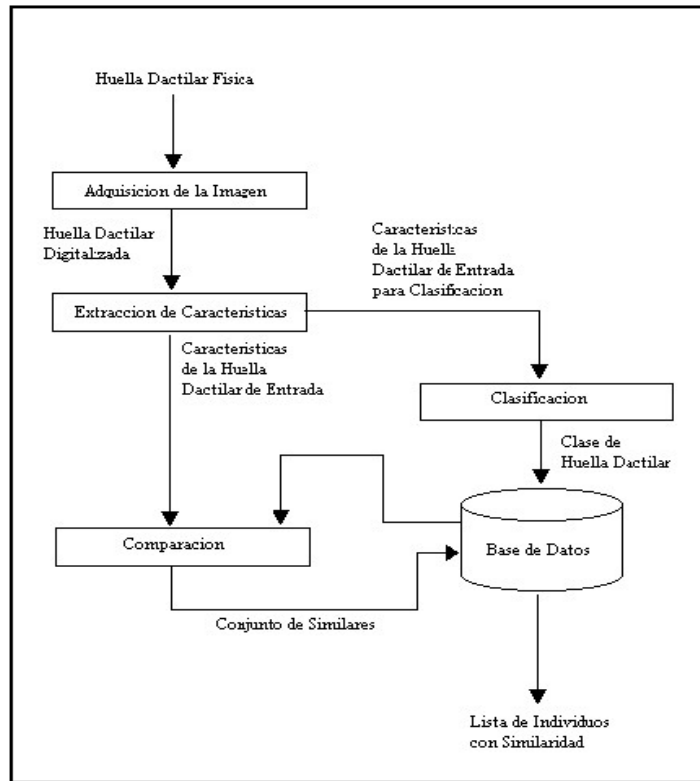 Huella Dactilar Fisica
Adquisicion de la Imagen
Huella Dactilar
Digitalizada
Caracteristicas
de la Huella
Dactilar de Entrada
para Clasificacion
Extraccion de Caracteristicas
Caracteristicas
de la Huella
Dactilar de Entrada
Clasificacion
Clase de
Huella Dactilar
Comparacion
Base de Datos
Conjunto de Similares
Lista de Individuos
con Similaridad